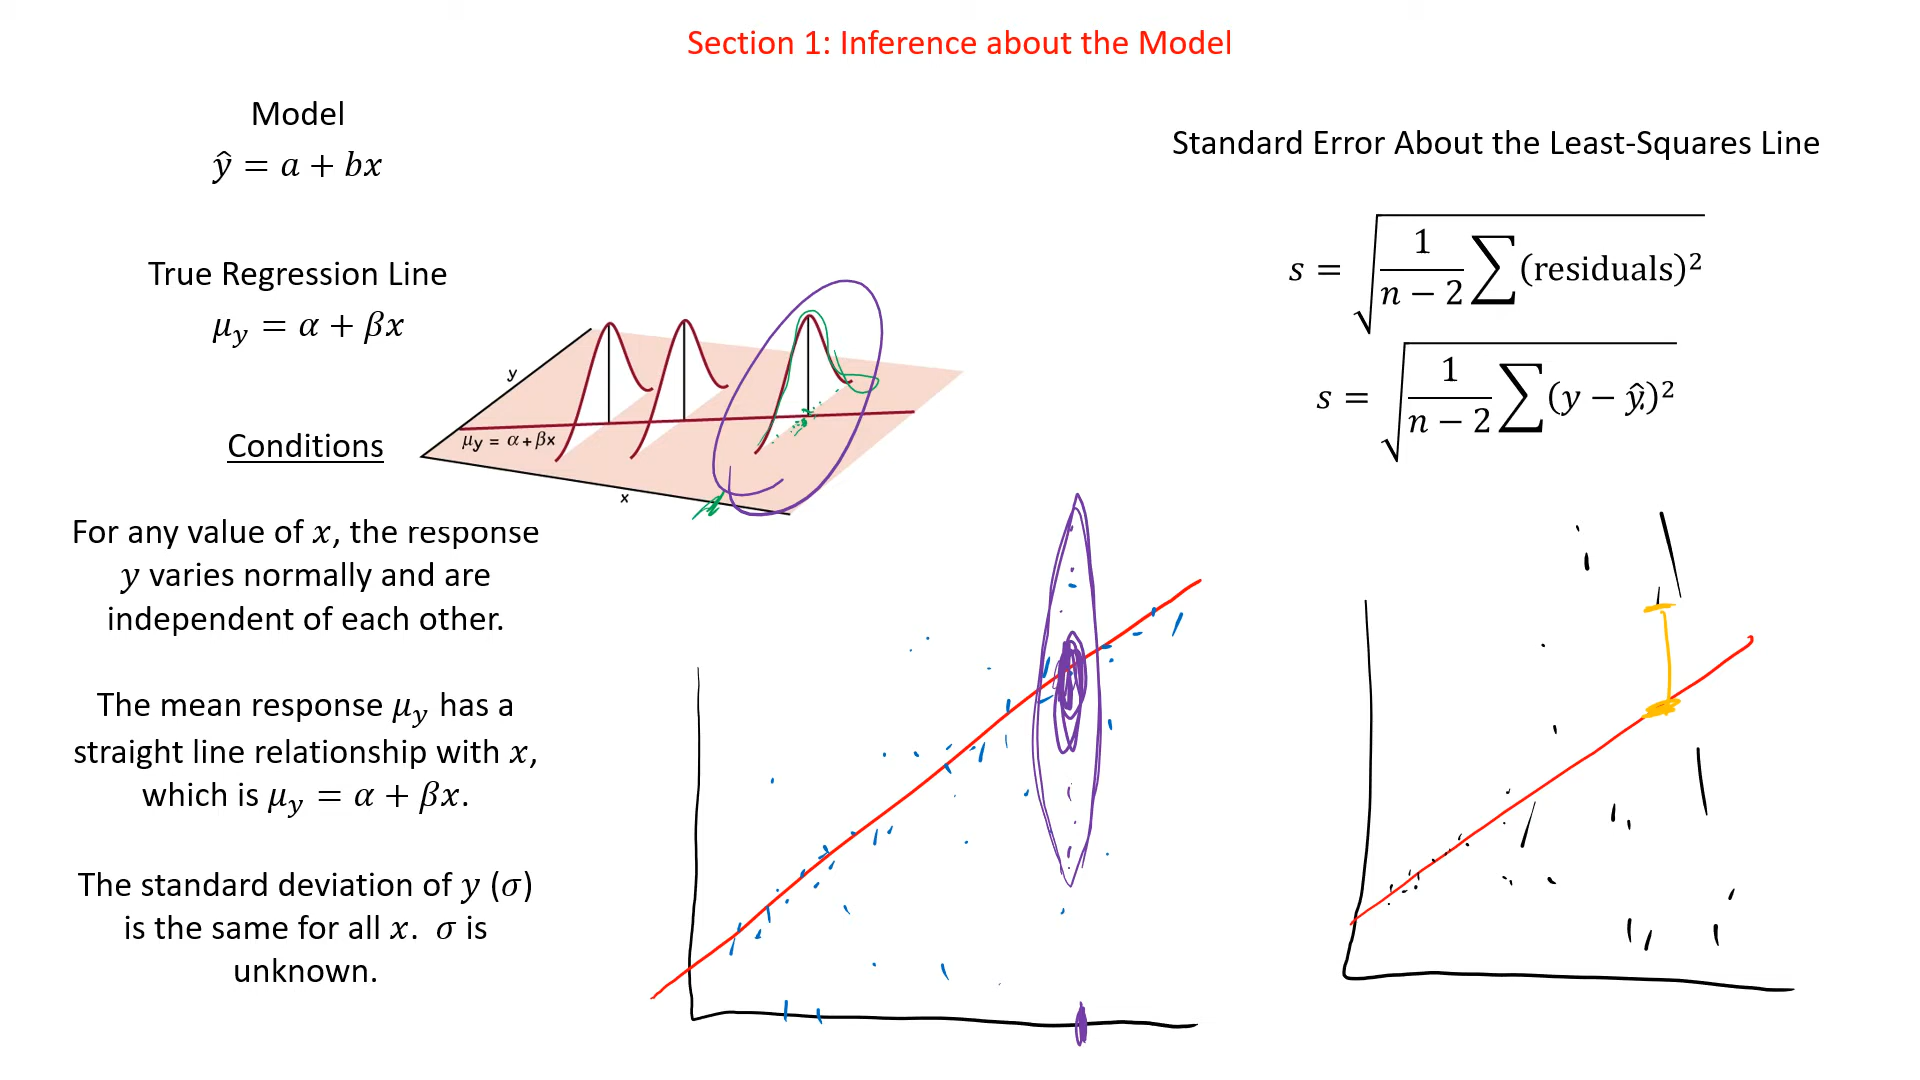 Section 1: Inference about the Model
Model
ŷ = a + bx
True Regression Line
μ_y = α + βx
Conditions
For any value of x, the response
y varies normally and are
independent of each other.
The mean response μ_y has a
straight line relationship with x,
which is μ_y = α + βx.
The standard deviation of y (σ)
is the same for all x. σ is
unknown.
y
μ_y = α + βx
x
Standard Error About the Least-Squares Line
s = √(1/(n − 2) ∑(residuals)²)
s = √(1/(n − 2) ∑(y − ŷ)²)